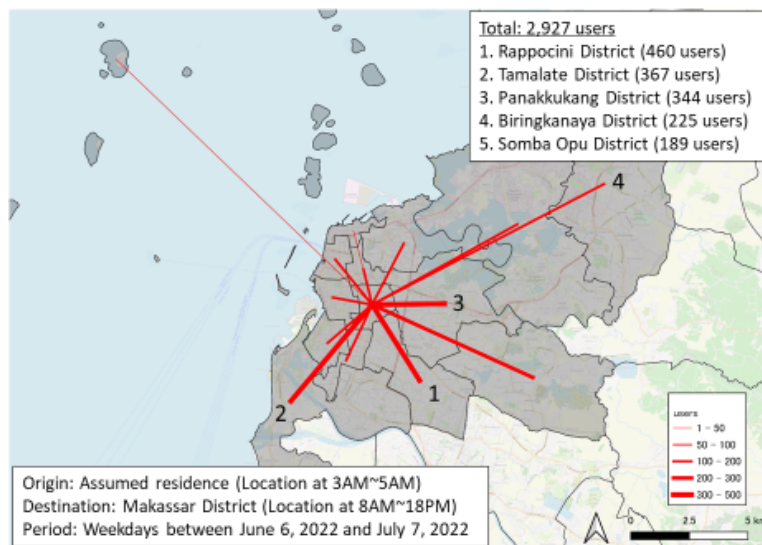 Total: 2,927 users
1. Rappocini District (460 users)
2. Tamalate District (367 users)
3. Panakkukang District (344 users)
4. Biringkanaya District (225 users)
5. Somba Opu District (189 users)
4
3
1
2
users
1 – 50
50 – 100
100 – 200
200 – 300
300 – 500
Origin: Assumed residence (Location at 3AM~5AM)
Destination: Makassar District (Location at 8AM~18PM)
Period: Weekdays between June 6, 2022 and July 7, 2022
0 2.5 5 km